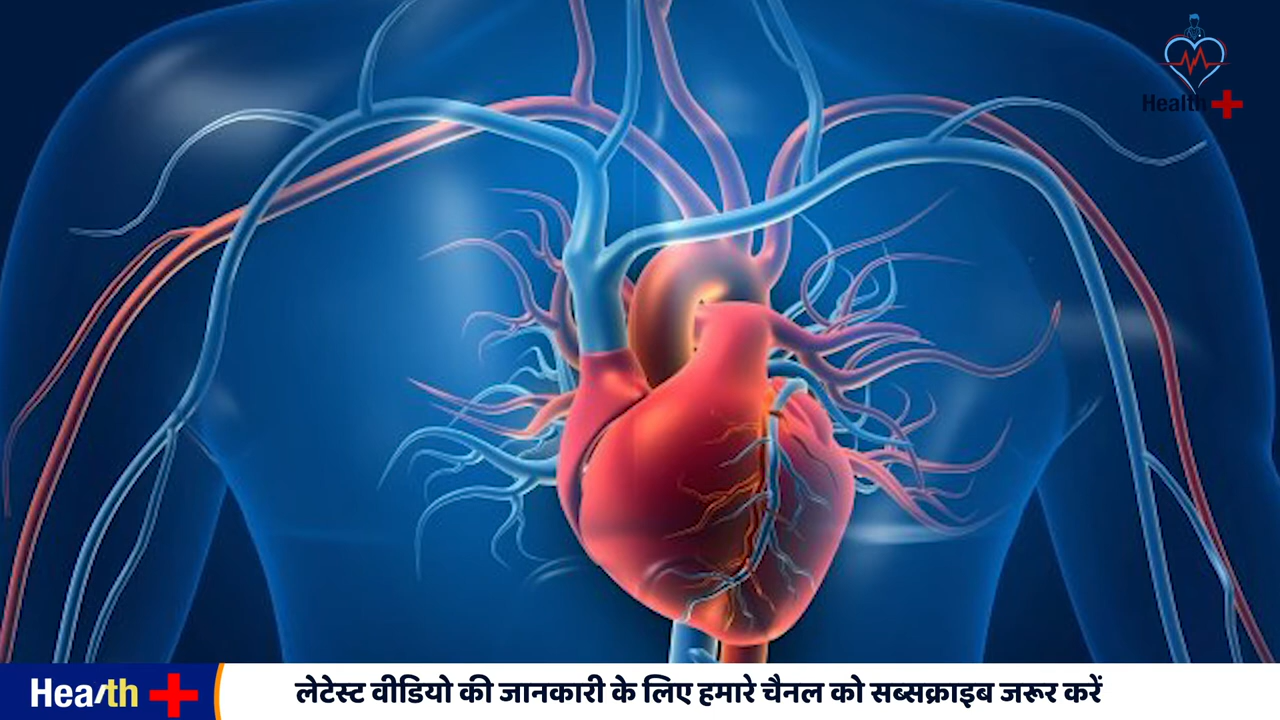 Health
Health
लेटेस्ट वीडियो की जानकारी के लिए हमारे चैनल को सब्सक्राइब जरूर करें